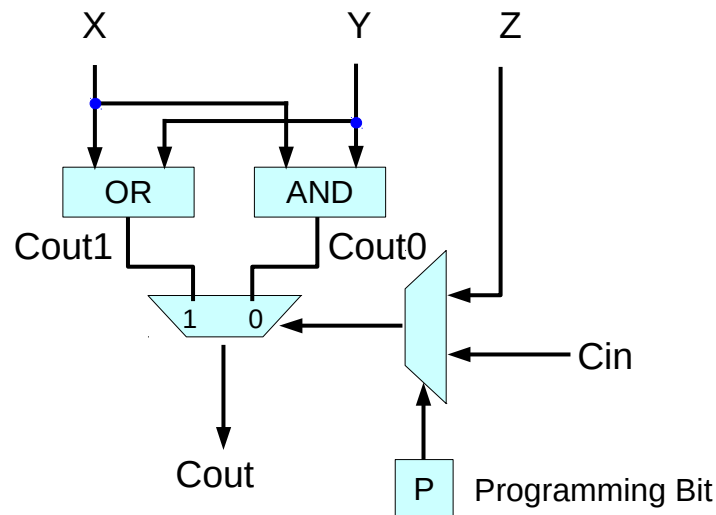 X Y Z
OR AND
Cout1 Cout0
1 0
Cin
Cout
P Programming Bit